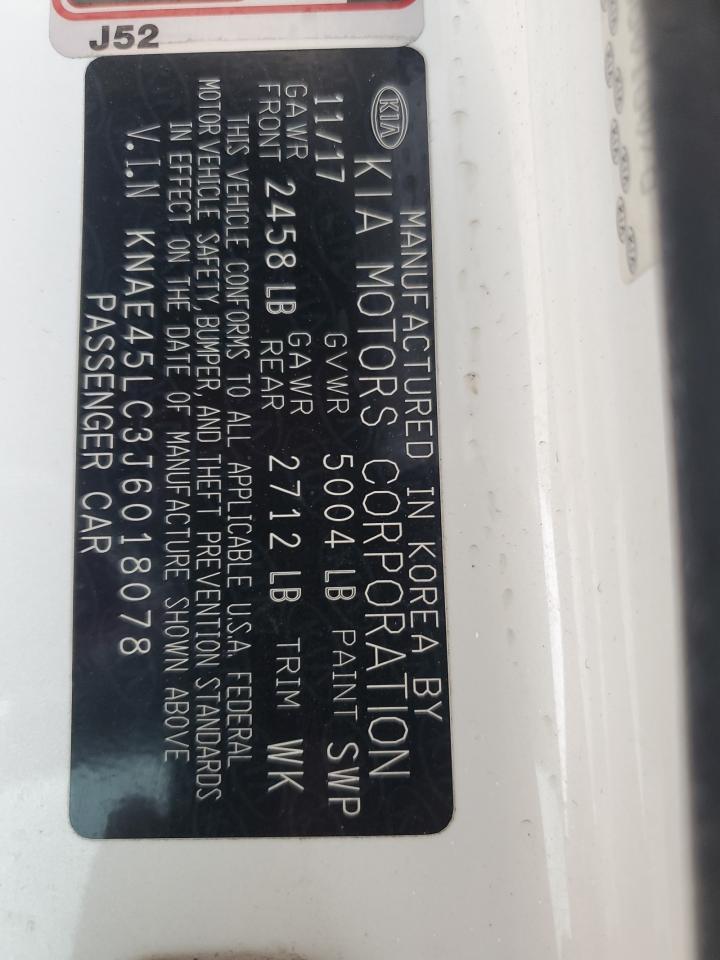 J52
KIA
MANUFACTURED IN KOREA BY
KIA MOTORS CORPORATION
11/17 GVWR 5004 LB PAINT SWP
GAWR FRONT 2458 LB GAWR REAR 2712 LB TRIM WK
THIS VEHICLE CONFORMS TO ALL APPLICABLE U.S.A. FEDERAL
MOTOR VEHICLE SAFETY, BUMPER, AND THEFT PREVENTION STANDARDS
IN EFFECT ON THE DATE OF MANUFACTURE SHOWN ABOVE
V.I.N KNAE45LC3J6018078
PASSENGER CAR